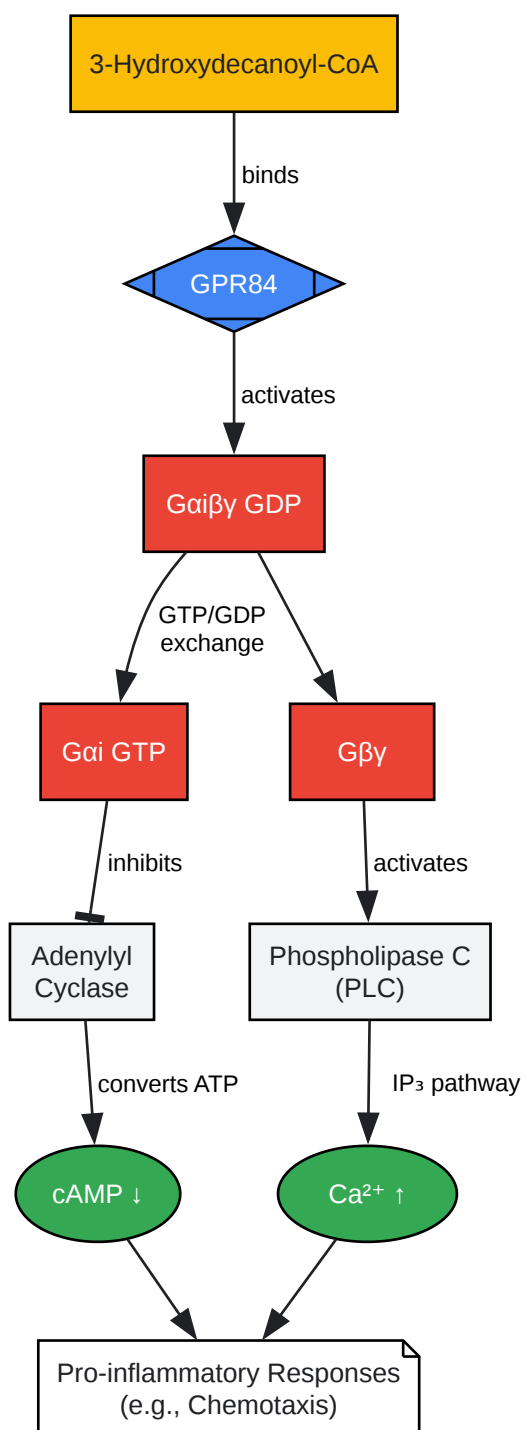 3-Hydroxydecanoyl-CoA
binds
GPR84
activates
Gαiβγ GDP
GTP/GDP
exchange
Gαi GTP
Gβγ
inhibits
activates
Adenylyl
Cyclase
Phospholipase C
(PLC)
converts ATP
IP₃ pathway
cAMP ↓
Ca²⁺ ↑
Pro-inflammatory Responses
(e.g., Chemotaxis)